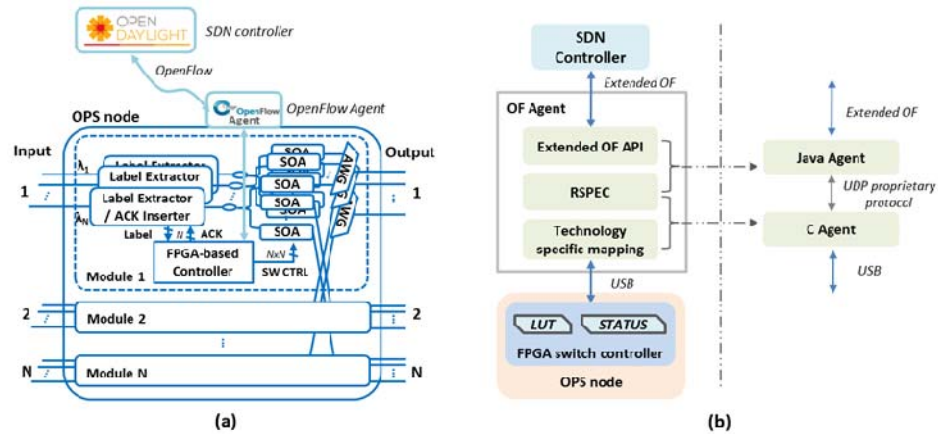 OPEN
DAYLIGHT
SDN controller
OpenFlow
OpenFlow
Agent
OpenFlow Agent
OPS node
Input
Output
λ1
Label Extractor
Label Extractor
Label Extractor
/ ACK Inserter
λN
SOA
SOA
SOA
SOA
SOA
SOA
AWG
AWG
1
1
Label
N
ACK
FPGA-based
Controller
NxN
SW CTRL
Module 1
2
Module 2
2
N
Module N
N
(a)
SDN
Controller
Extended OF
OF Agent
Extended OF API
RSPEC
Technology
specific mapping
USB
LUT
STATUS
FPGA switch controller
OPS node
Extended OF
Java Agent
UDP proprietary
protocol
C Agent
USB
(b)